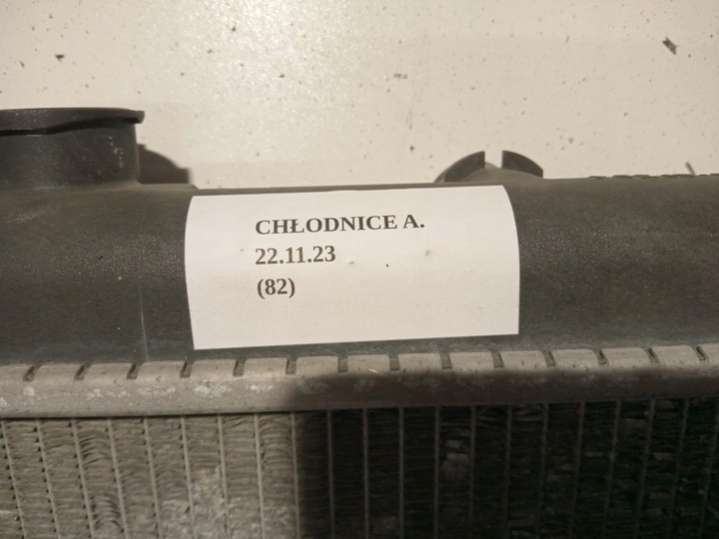 CHŁODNICE A.
22.11.23
(82)